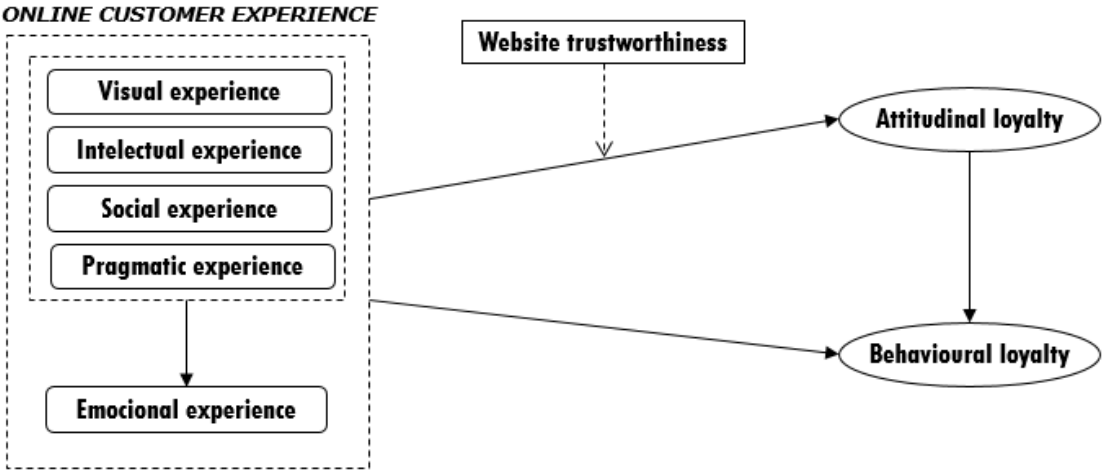 ONLINE CUSTOMER EXPERIENCE
Website trustworthiness
Visual experience
Intelectual experience
Social experience
Pragmatic experience
Emocional experience
Attitudinal loyalty
Behavioural loyalty